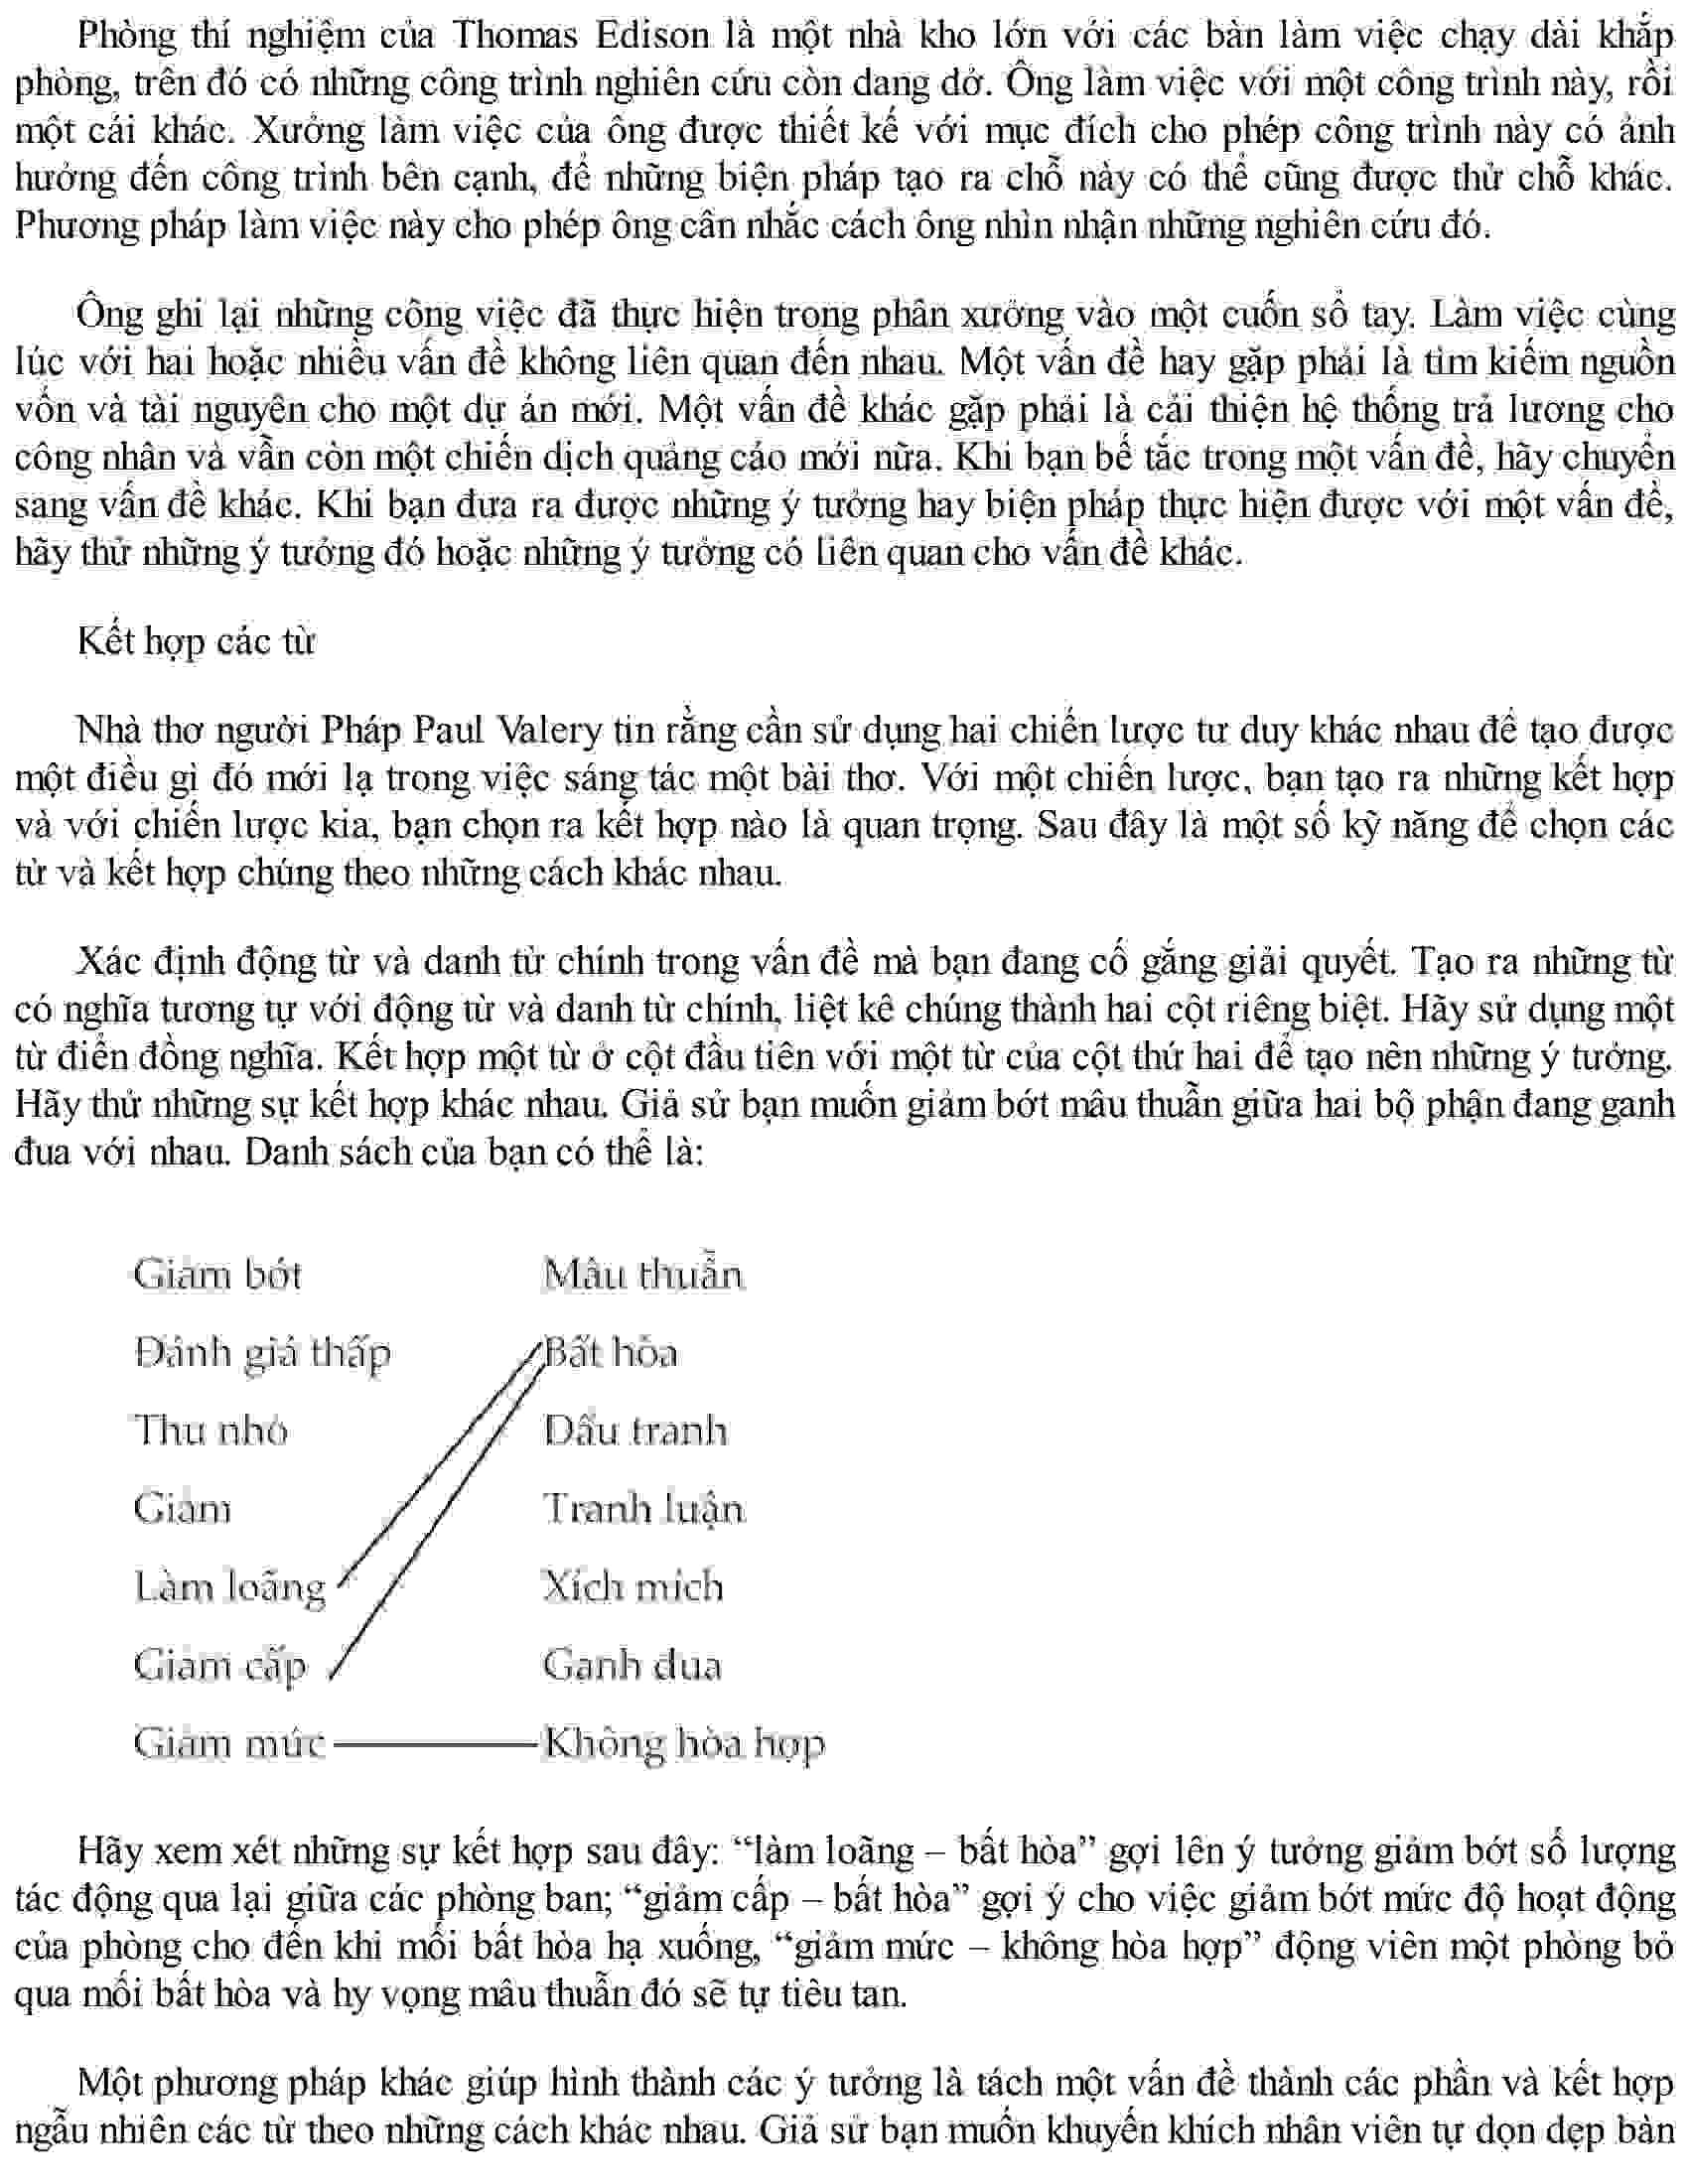 Phòng thí nghiệm của Thomas Edison là một nhà kho lớn với các bàn làm việc chạy dài khắp
phòng, trên đó có những công trình nghiên cứu còn dang dở. Ông làm việc với một công trình này, rồi
một cái khác. Xưởng làm việc của ông được thiết kế với mục đích cho phép công trình này có ảnh
hưởng đến công trình bên cạnh, để những biện pháp tạo ra chỗ này có thể cũng được thử chỗ khác.
Phương pháp làm việc này cho phép ông cân nhắc cách ông nhìn nhận những nghiên cứu đó.
Ông ghi lại những công việc đã thực hiện trong phân xưởng vào một cuốn sổ tay. Làm việc cùng
lúc với hai hoặc nhiều vấn đề không liên quan đến nhau. Một vấn đề hay gặp phải là tìm kiếm nguồn
vốn và tài nguyên cho một dự án mới. Một vấn đề khác gặp phải là cải thiện hệ thống trả lương cho
công nhân và vẫn còn một chiến dịch quảng cáo mới nữa. Khi bạn bế tắc trong một vấn đề, hãy chuyển
sang vấn đề khác. Khi bạn đưa ra được những ý tưởng hay biện pháp thực hiện được với một vấn đề,
hãy thử những ý tưởng đó hoặc những ý tưởng có liên quan cho vấn đề khác.
Kết hợp các từ
Nhà thơ người Pháp Paul Valery tin rằng cần sử dụng hai chiến lược tư duy khác nhau để tạo được
một điều gì đó mới lạ trong việc sáng tác một bài thơ. Với một chiến lược, bạn tạo ra những kết hợp
và với chiến lược kia, bạn chọn ra kết hợp nào là quan trọng. Sau đây là một số kỹ năng để chọn các
từ và kết hợp chúng theo những cách khác nhau.
Xác định động từ và danh từ chính trong vấn đề mà bạn đang cố gắng giải quyết. Tạo ra những từ
có nghĩa tương tự với động từ và danh từ chính, liệt kê chúng thành hai cột riêng biệt. Hãy sử dụng một
từ điển đồng nghĩa. Kết hợp một từ ở cột đầu tiên với một từ của cột thứ hai để tạo nên những ý tưởng.
Hãy thử những sự kết hợp khác nhau. Giả sử bạn muốn giảm bớt mâu thuẫn giữa hai bộ phận đang ganh
đua với nhau. Danh sách của bạn có thể là:
Giảm bớt Mâu thuẫn
Đánh giá thấp Bất hòa
Thu nhỏ Dấu tranh
Giảm Tranh luận
Làm loãng Xích mích
Giảm cấp Ganh đua
Giảm mức Không hòa hợp
Hãy xem xét những sự kết hợp sau đây: “làm loãng – bất hòa” gợi lên ý tưởng giảm bớt số lượng
tác động qua lại giữa các phòng ban; “giảm cấp – bất hòa” gợi ý cho việc giảm bớt mức độ hoạt động
của phòng cho đến khi mối bất hòa hạ xuống, “giảm mức – không hòa hợp” động viên một phòng bỏ
qua mối bất hòa và hy vọng mâu thuẫn đó sẽ tự tiêu tan.
Một phương pháp khác giúp hình thành các ý tưởng là tách một vấn đề thành các phần và kết hợp
ngẫu nhiên các từ theo những cách khác nhau. Giả sử bạn muốn khuyến khích nhân viên tự dọn dẹp bàn